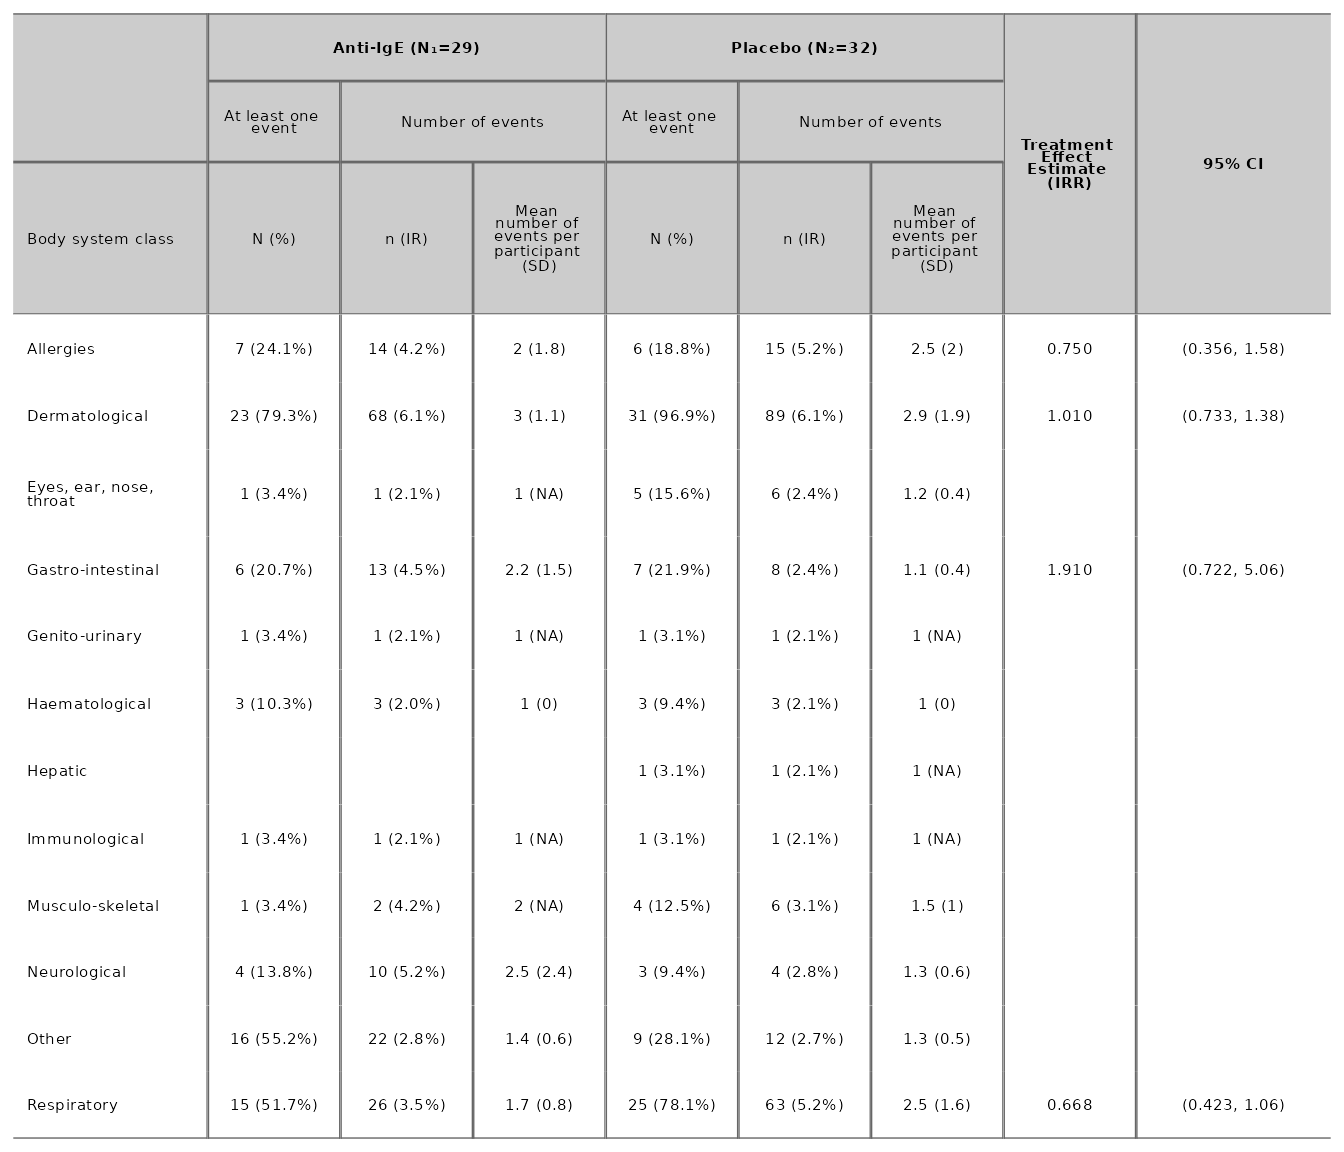 Anti-IgE (N₁=29)
Placebo (N₂=32)
At least one
event
Number of events
At least one
event
Number of events
Treatment
Effect
Estimate
(IRR)
95% CI
Body system class
N (%)
n (IR)
Mean
number of
events per
participant
(SD)
N (%)
n (IR)
Mean
number of
events per
participant
(SD)
Allergies 7 (24.1%) 14 (4.2%) 2 (1.8) 6 (18.8%) 15 (5.2%) 2.5 (2) 0.750 (0.356, 1.58)
Dermatological 23 (79.3%) 68 (6.1%) 3 (1.1) 31 (96.9%) 89 (6.1%) 2.9 (1.9) 1.010 (0.733, 1.38)
Eyes, ear, nose,
throat
1 (3.4%) 1 (2.1%) 1 (NA) 5 (15.6%) 6 (2.4%) 1.2 (0.4)
Gastro-intestinal 6 (20.7%) 13 (4.5%) 2.2 (1.5) 7 (21.9%) 8 (2.4%) 1.1 (0.4) 1.910 (0.722, 5.06)
Genito-urinary 1 (3.4%) 1 (2.1%) 1 (NA) 1 (3.1%) 1 (2.1%) 1 (NA)
Haematological 3 (10.3%) 3 (2.0%) 1 (0) 3 (9.4%) 3 (2.1%) 1 (0)
Hepatic 1 (3.1%) 1 (2.1%) 1 (NA)
Immunological 1 (3.4%) 1 (2.1%) 1 (NA) 1 (3.1%) 1 (2.1%) 1 (NA)
Musculo-skeletal 1 (3.4%) 2 (4.2%) 2 (NA) 4 (12.5%) 6 (3.1%) 1.5 (1)
Neurological 4 (13.8%) 10 (5.2%) 2.5 (2.4) 3 (9.4%) 4 (2.8%) 1.3 (0.6)
Other 16 (55.2%) 22 (2.8%) 1.4 (0.6) 9 (28.1%) 12 (2.7%) 1.3 (0.5)
Respiratory 15 (51.7%) 26 (3.5%) 1.7 (0.8) 25 (78.1%) 63 (5.2%) 2.5 (1.6) 0.668 (0.423, 1.06)